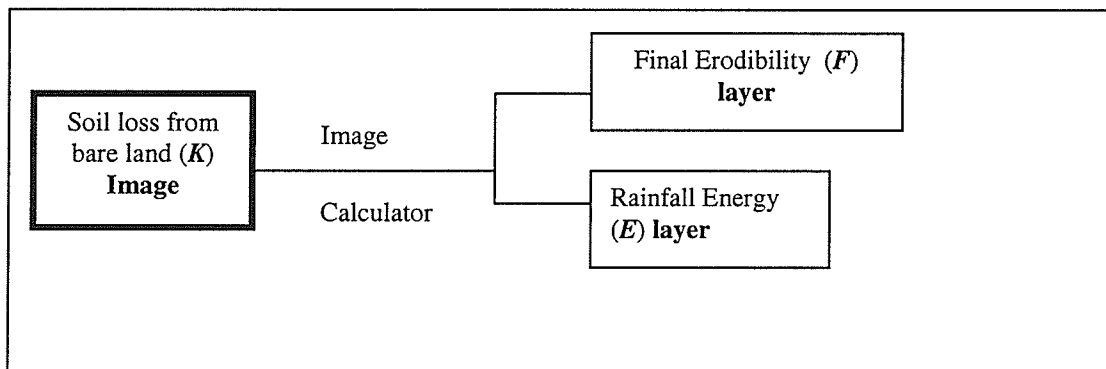 Soil loss from
bare land (K)
Image
Image
Calculator
Final Erodibility (F)
layer
Rainfall Energy
(E) layer